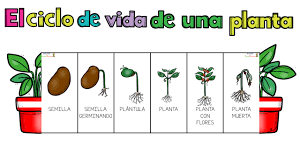 El ciclo de vida de una planta
SEMILLA
SEMILLA
GERMINANDO
PLÁNTULA
PLANTA
PLANTA
CON
FLORES
PLANTA
MUERTA